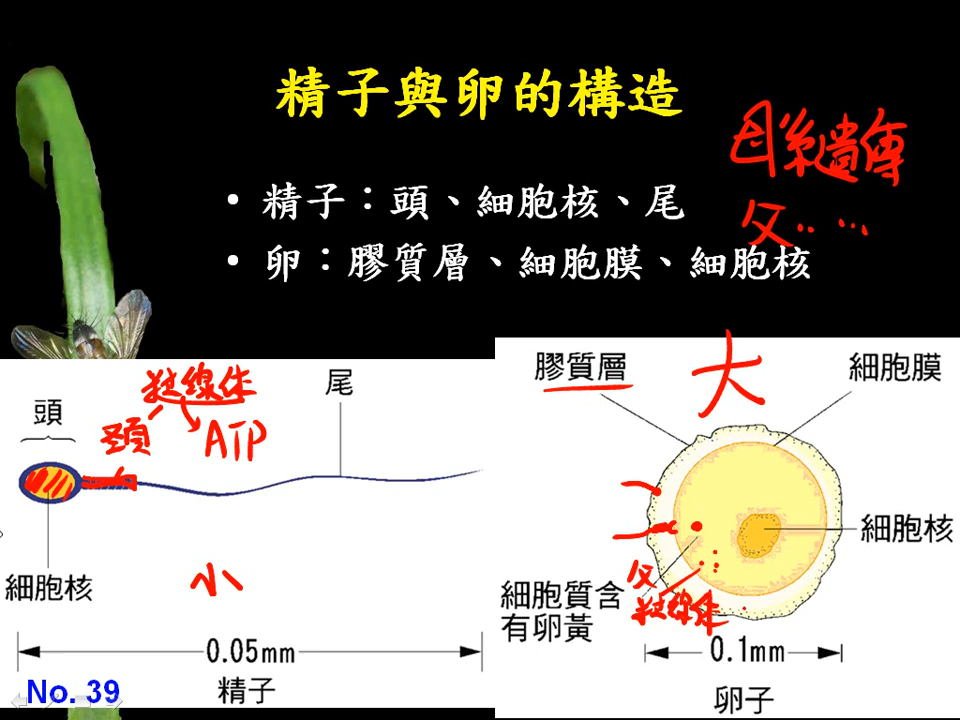 精子與卵的構造
母系遺傳
父‥…
• 精子：頭、細胞核、尾
• 卵：膠質層、細胞膜、細胞核
頭
頸
粒線体
ATP
尾
細胞核
小
0.05mm
精子
No. 39
膠質層
大
細胞膜
細胞核
父
粒線体
細胞質含
有卵黃
0.1mm
卵子